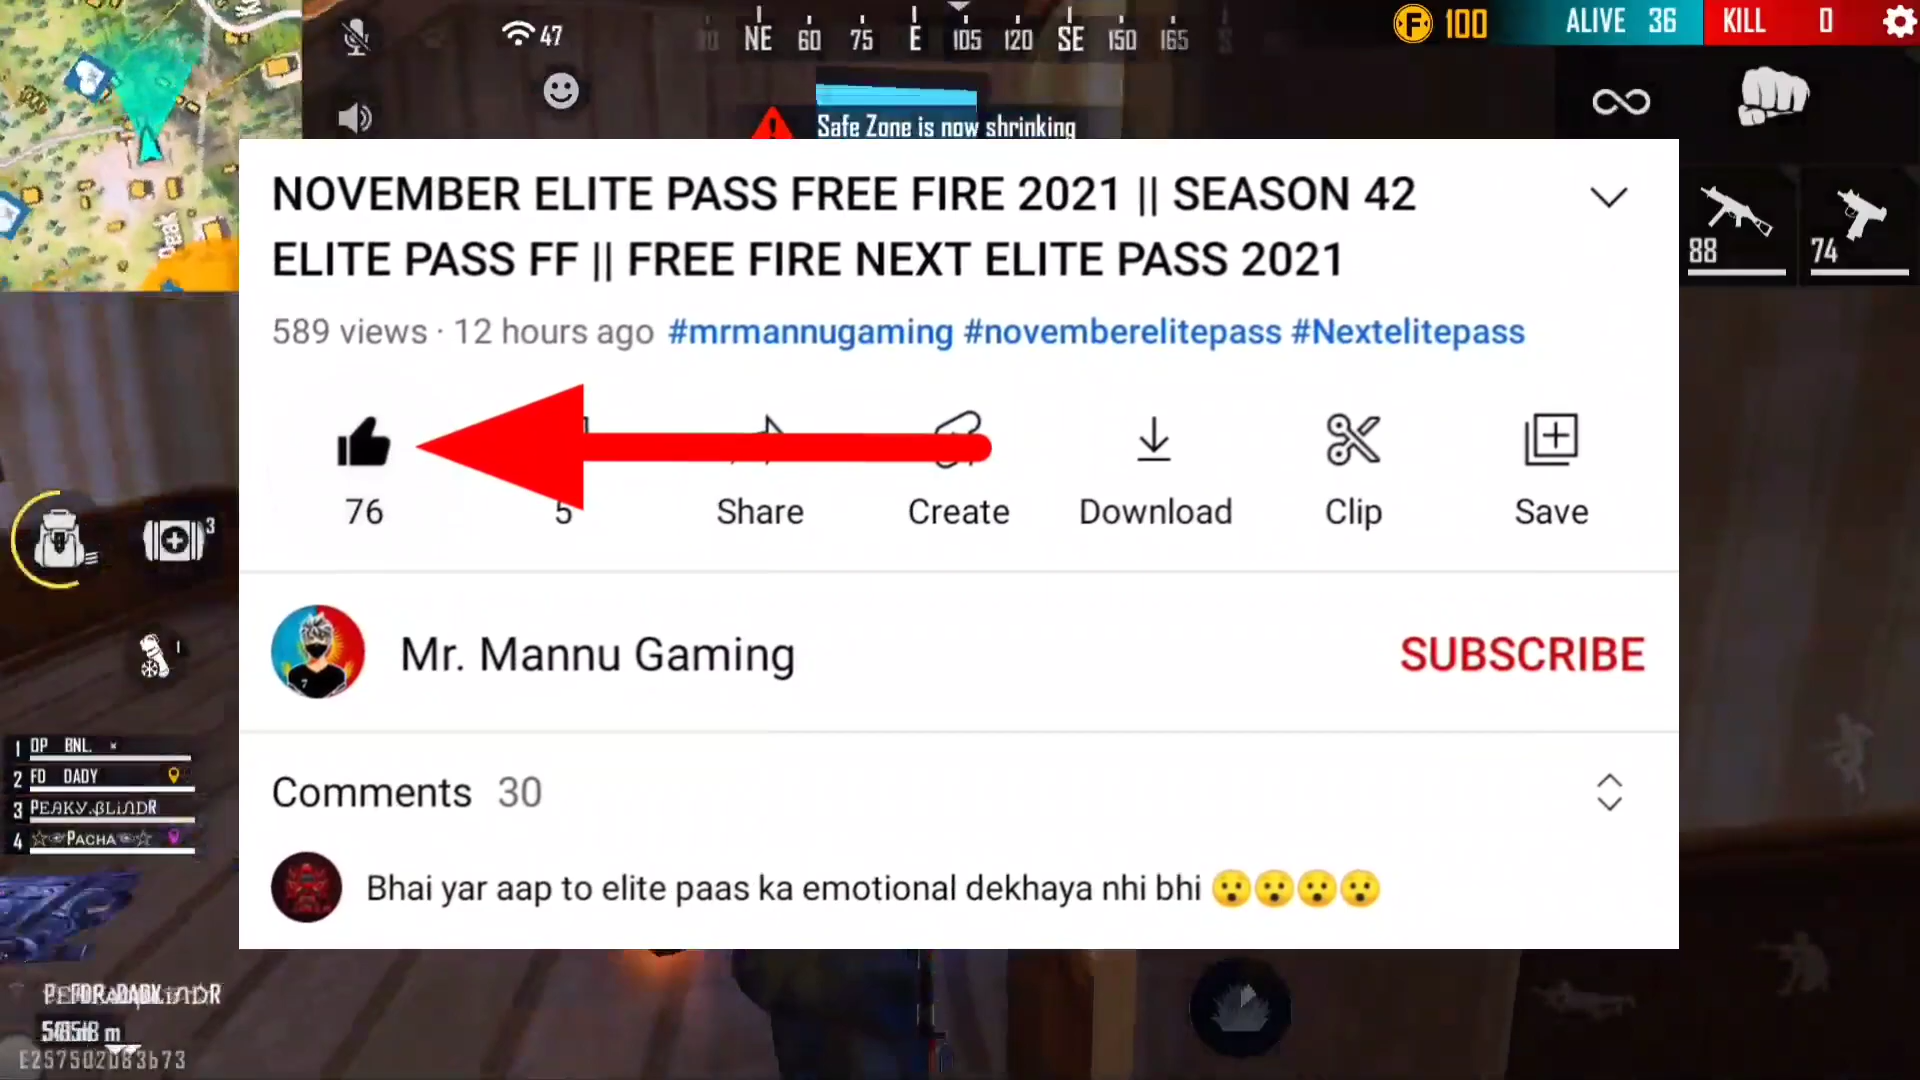 47
NE 60 75 E 105 120 SE 150 165
100
ALIVE 36
KILL 0
Safe Zone is now shrinking
88
74
NOVEMBER ELITE PASS FREE FIRE 2021 || SEASON 42
ELITE PASS FF || FREE FIRE NEXT ELITE PASS 2021
589 views · 12 hours ago #mrmannugaming #novemberelitepass #Nextelitepass
76
5
Share
Create
Download
Clip
Save
3
Mr. Mannu Gaming
SUBSCRIBE
1
1 OP BNL. ×
2 FD DADY
3 PEAKY.βLiNDR
4 ☆PACHA☆
Comments 30
Bhai yar aap to elite paas ka emotional dekhaya nhi bhi 😯😯😯😯